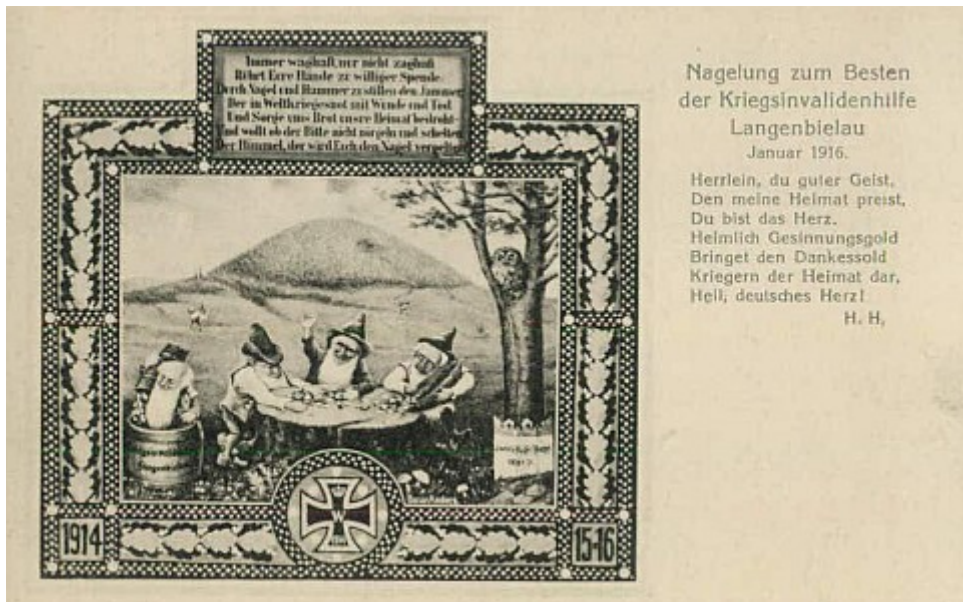 Immer waghaft, nur nicht zaghaft
Rührt Eure Hände zu williger Spende:
Durch Nagel und Hammer zu stillen den Jammer,
Der in Weltkriegesnot mit Wunde und Tod
Und Sorge ums Brot unsre Heimat bedroht-
Und wollt ob der Bitte nicht nörgeln und schelten
Der Himmel, der wird Euch den Nagel vergelten
1914
W
15-16
Nagelung zum Besten
der Kriegsinvalidenhilfe
Langenbielau
Januar 1916.
Herrlein, du guter Geist,
Den meine Heimat preist,
Du bist das Herz.
Heimlich Gesinnungsgold
Bringet den Dankessold
Kriegern der Heimat dar,
Heil, deutsches Herz!
H. H.